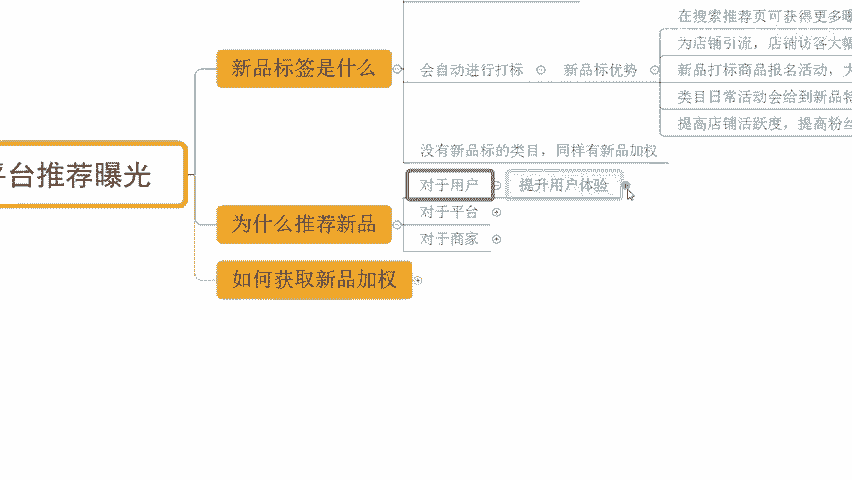 在搜索推荐页可获得更多曝
为店铺引流，店铺访客大幅
新品标签是什么
会自动进行打标
新品标优势
新品打标商品报名活动，大
类目日常活动会给到新品特
提高店铺活跃度，提高粉丝
没有新品标的类目，同样有新品加权
平台推荐曝光
对于用户
提升用户体验
对于平台
为什么推荐新品
对于商家
如何获取新品加权